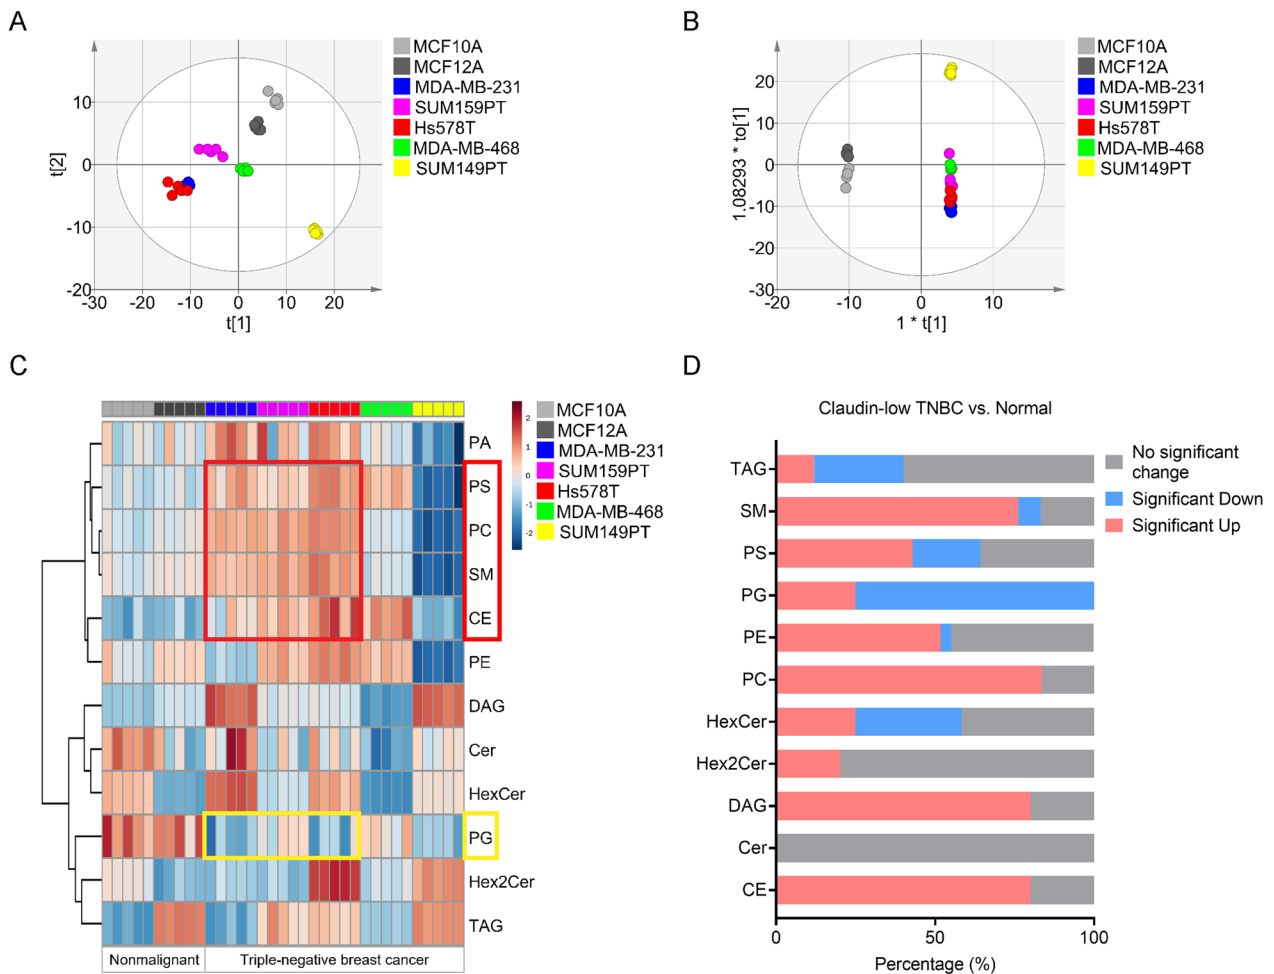 A
10
0
-10
-20
-30
-20
-10
0
10
20
t[2]
t[1]
MCF10A
MCF12A
MDA-MB-231
SUM159PT
Hs578T
MDA-MB-468
SUM149PT
B
20
10
0
-10
-20
-30
-20
-10
0
10
1.08293 * to[1]
1 * t[1]
MCF10A
MCF12A
MDA-MB-231
SUM159PT
Hs578T
MDA-MB-468
SUM149PT
C
PA
PS
PC
SM
CE
PE
DAG
Cer
HexCer
PG
Hex2Cer
TAG
Nonmalignant
Triple-negative breast cancer
2
1
0
-1
-2
MCF10A
MCF12A
MDA-MB-231
SUM159PT
Hs578T
MDA-MB-468
SUM149PT
D
Claudin-low TNBC vs. Normal
TAG
SM
PS
PG
PE
PC
HexCer
Hex2Cer
DAG
Cer
CE
0
50
100
Percentage (%)
No significant
change
Significant Down
Significant Up